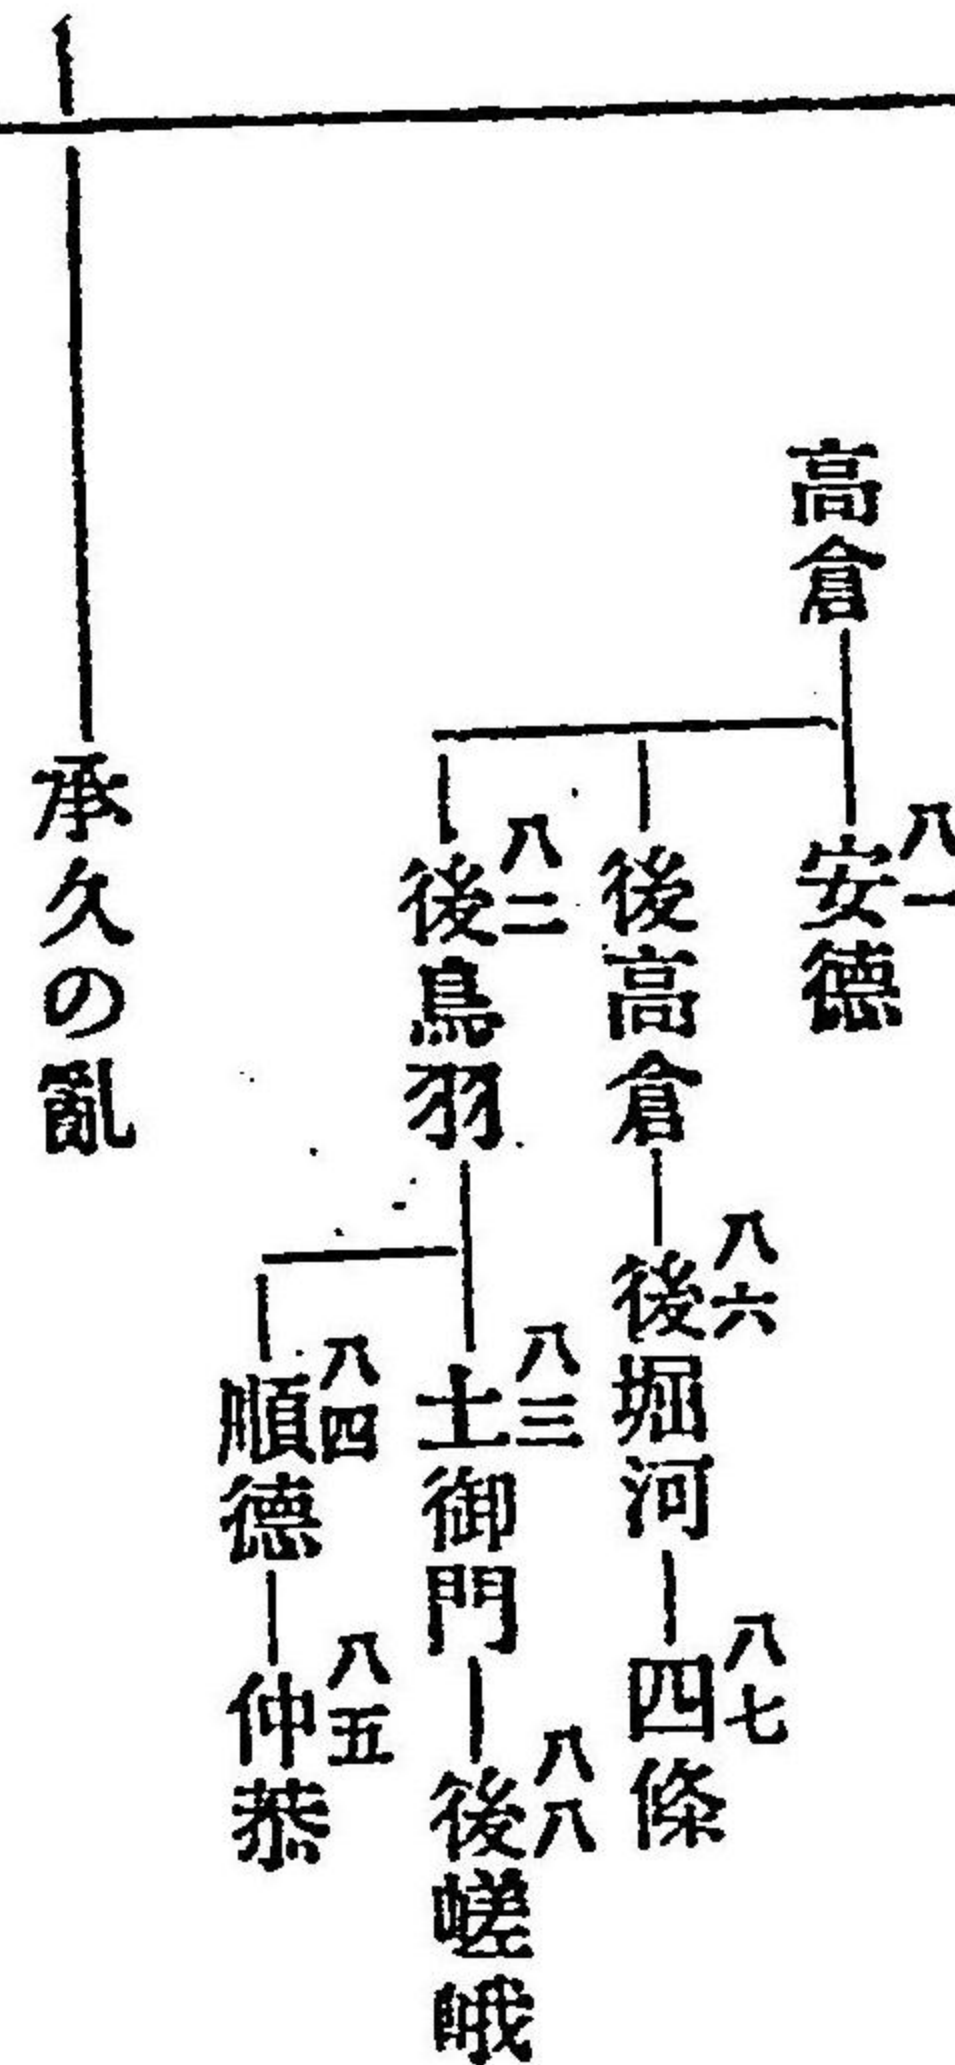 高倉
八一
安德
後高倉
八六
後堀河
八七
四條
八二
後鳥羽
八三
土御門
八八
後嵯峨
八四
順德
八五
仲恭
承久の亂